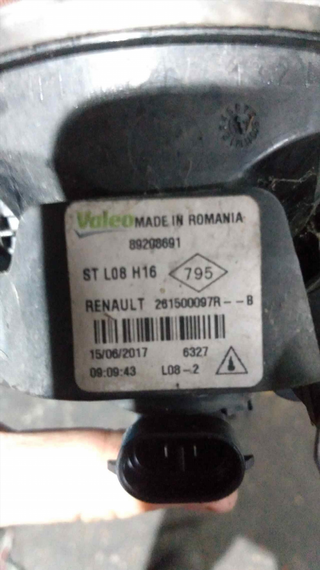 Valeo MADE IN ROMANIA
89208691
ST L08 H16 795
RENAULT 261500097R--B
15/06/2017 6327
09:09:43 L08-2
1